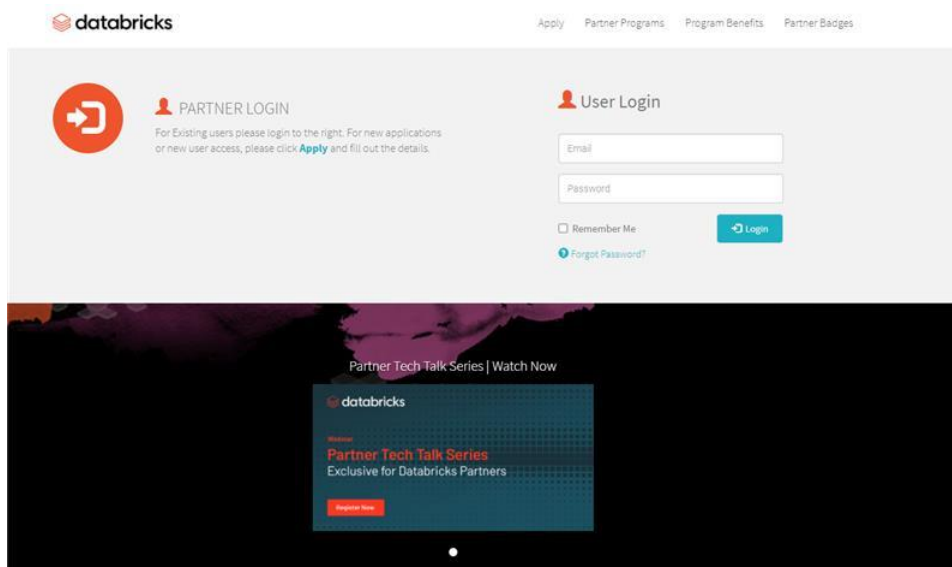 databricks
Apply Partner Programs Program Benefits Partner Badges
PARTNER LOGIN
For Existing users please login to the right. For new applications
or new user access, please click Apply and fill out the details.
User Login
Email
Password
Remember Me
Login
Forgot Password?
Partner Tech Talk Series | Watch Now
databricks
Webinar
Partner Tech Talk Series
Exclusive for Databricks Partners
Register Now